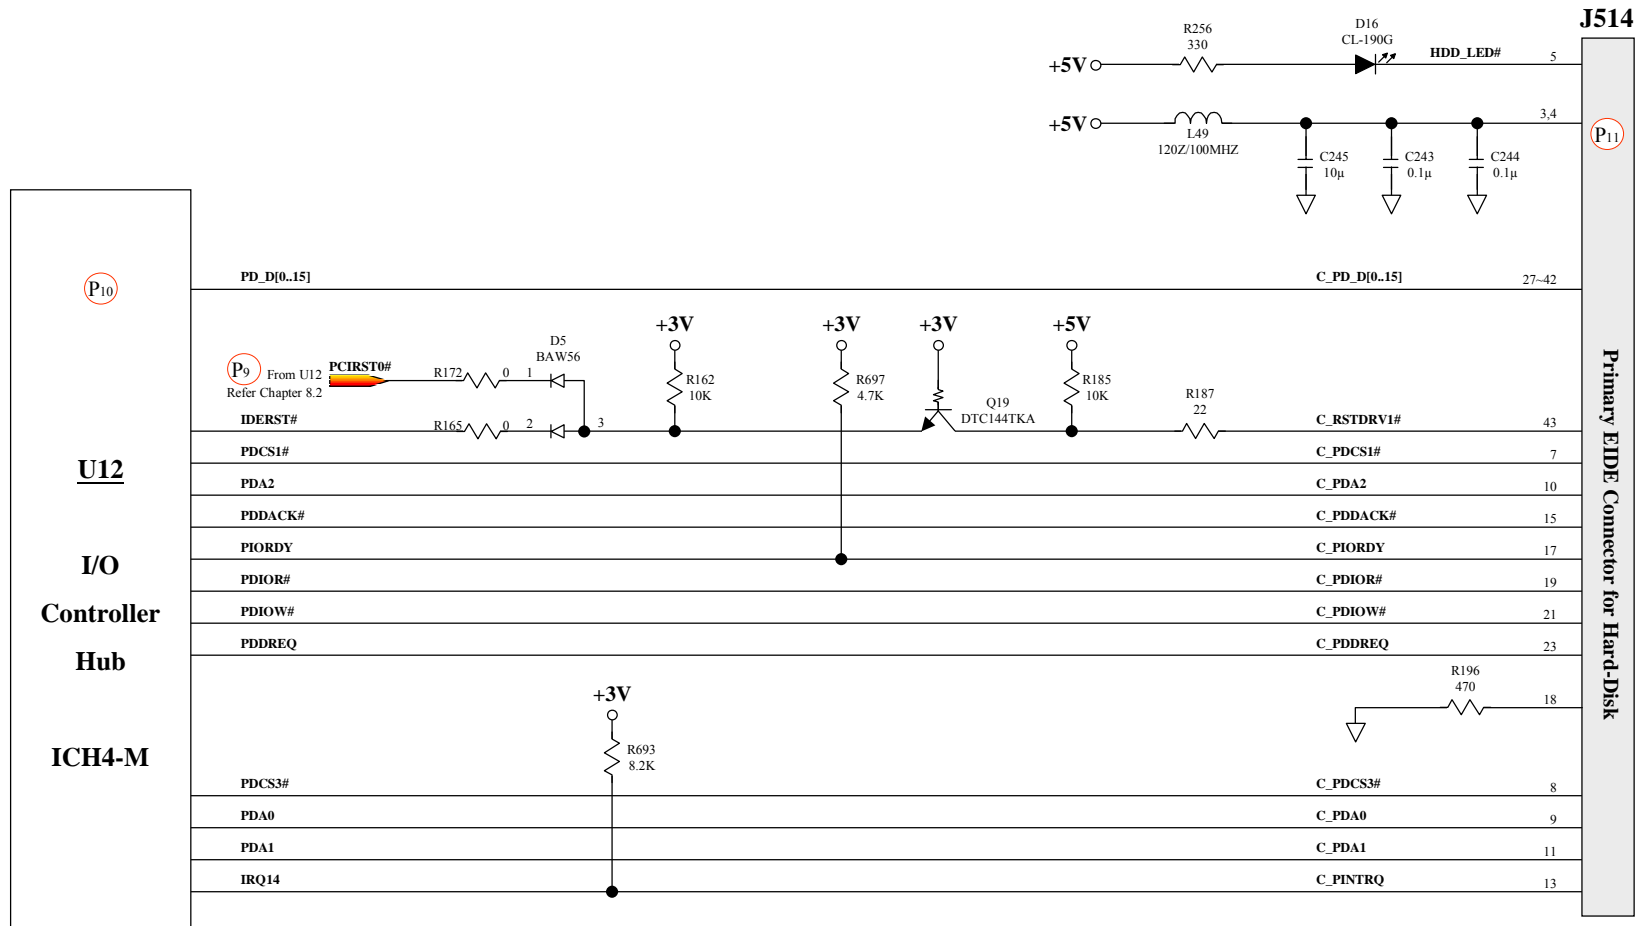 J514
R256
330
D16
CL-190G
+5V
HDD_LED#
5
+5V
L49
120Z/100MHZ
3,4
P11
C245
10µ
C243
0.1µ
C244
0.1µ
P10
PD_D[0..15]
C_PD_D[0..15]
27~42
+3V
+3V
+3V
+5V
P9
From U12
Refer Chapter 8.2
PCIRST0#
R172
0
1
D5
BAW56
R162
10K
R697
4.7K
Q19
DTC144TKA
R185
10K
R187
22
IDERST#
R165
0
2
3
C_RSTDRV1#
43
PDCS1#
C_PDCS1#
7
U12
PDA2
C_PDA2
10
PDDACK#
C_PDDACK#
15
PIORDY
C_PIORDY
17
I/O
PDIOR#
C_PDIOR#
19
Controller
PDIOW#
C_PDIOW#
21
Hub
PDDREQ
C_PDDREQ
23
Primary EIDE Connector for Hard-Disk
R196
470
18
+3V
R693
8.2K
ICH4-M
PDCS3#
C_PDCS3#
8
PDA0
C_PDA0
9
PDA1
C_PDA1
11
IRQ14
C_PINTRQ
13